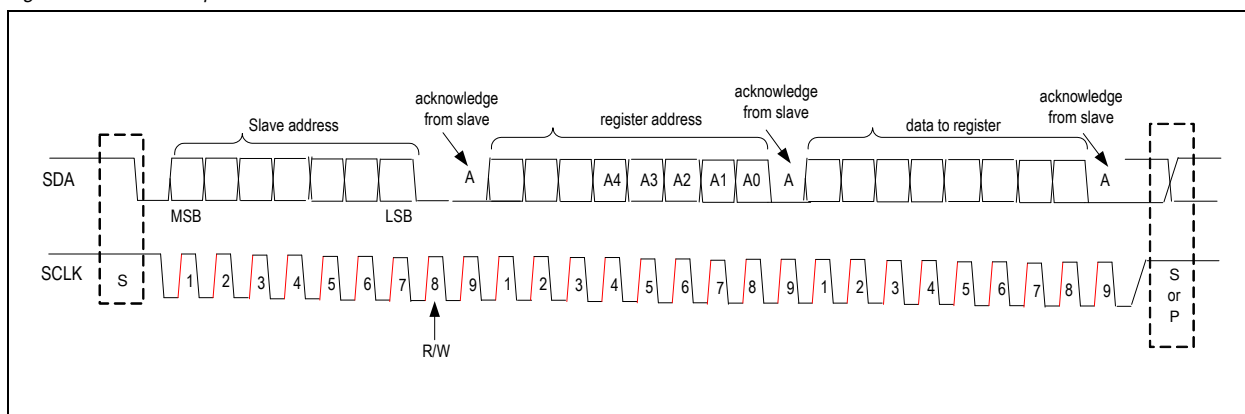 acknowledge
from slave
acknowledge
from slave
acknowledge
from slave
Slave address
register address
data to register
SDA
A
A4
A3
A2
A1
A0
A
A
MSB
LSB
SCLK
S
1
2
3
4
5
6
7
8
9
1
2
3
4
5
6
7
8
9
1
2
3
4
5
6
7
8
9
S
or
P
R/W